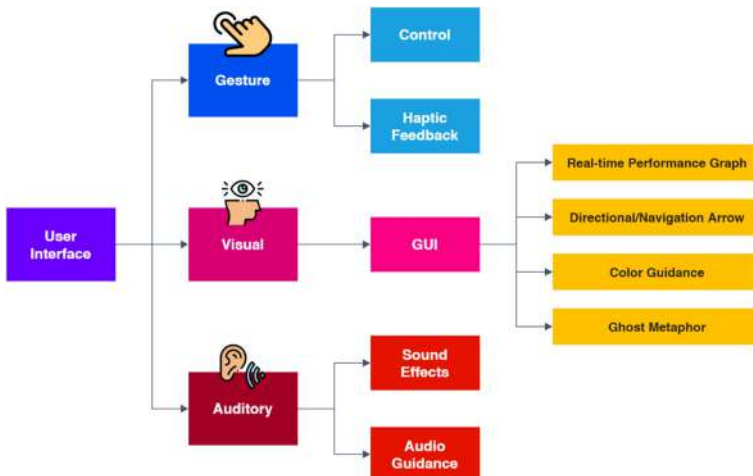 Gesture
Control
Haptic
Feedback
User
Interface
Visual
GUI
Real-time Performance Graph
Directional/Navigation Arrow
Color Guidance
Ghost Metaphor
Auditory
Sound
Effects
Audio
Guidance